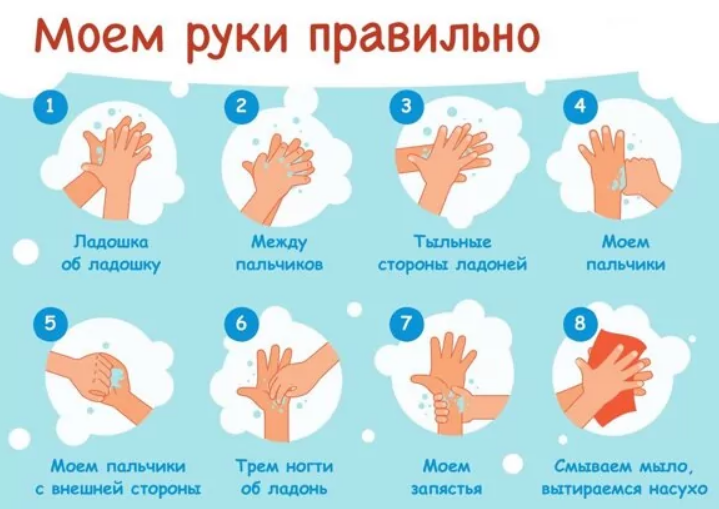 Моем руки правильно
1
Ладошка
об ладошку
2
Между
пальчиков
3
Тыльные
стороны ладоней
4
Моем
пальчики
5
Моем пальчики
с внешней стороны
6
Трем ногти
об ладонь
7
Моем
запястья
8
Смываем мыло,
вытираемся насухо